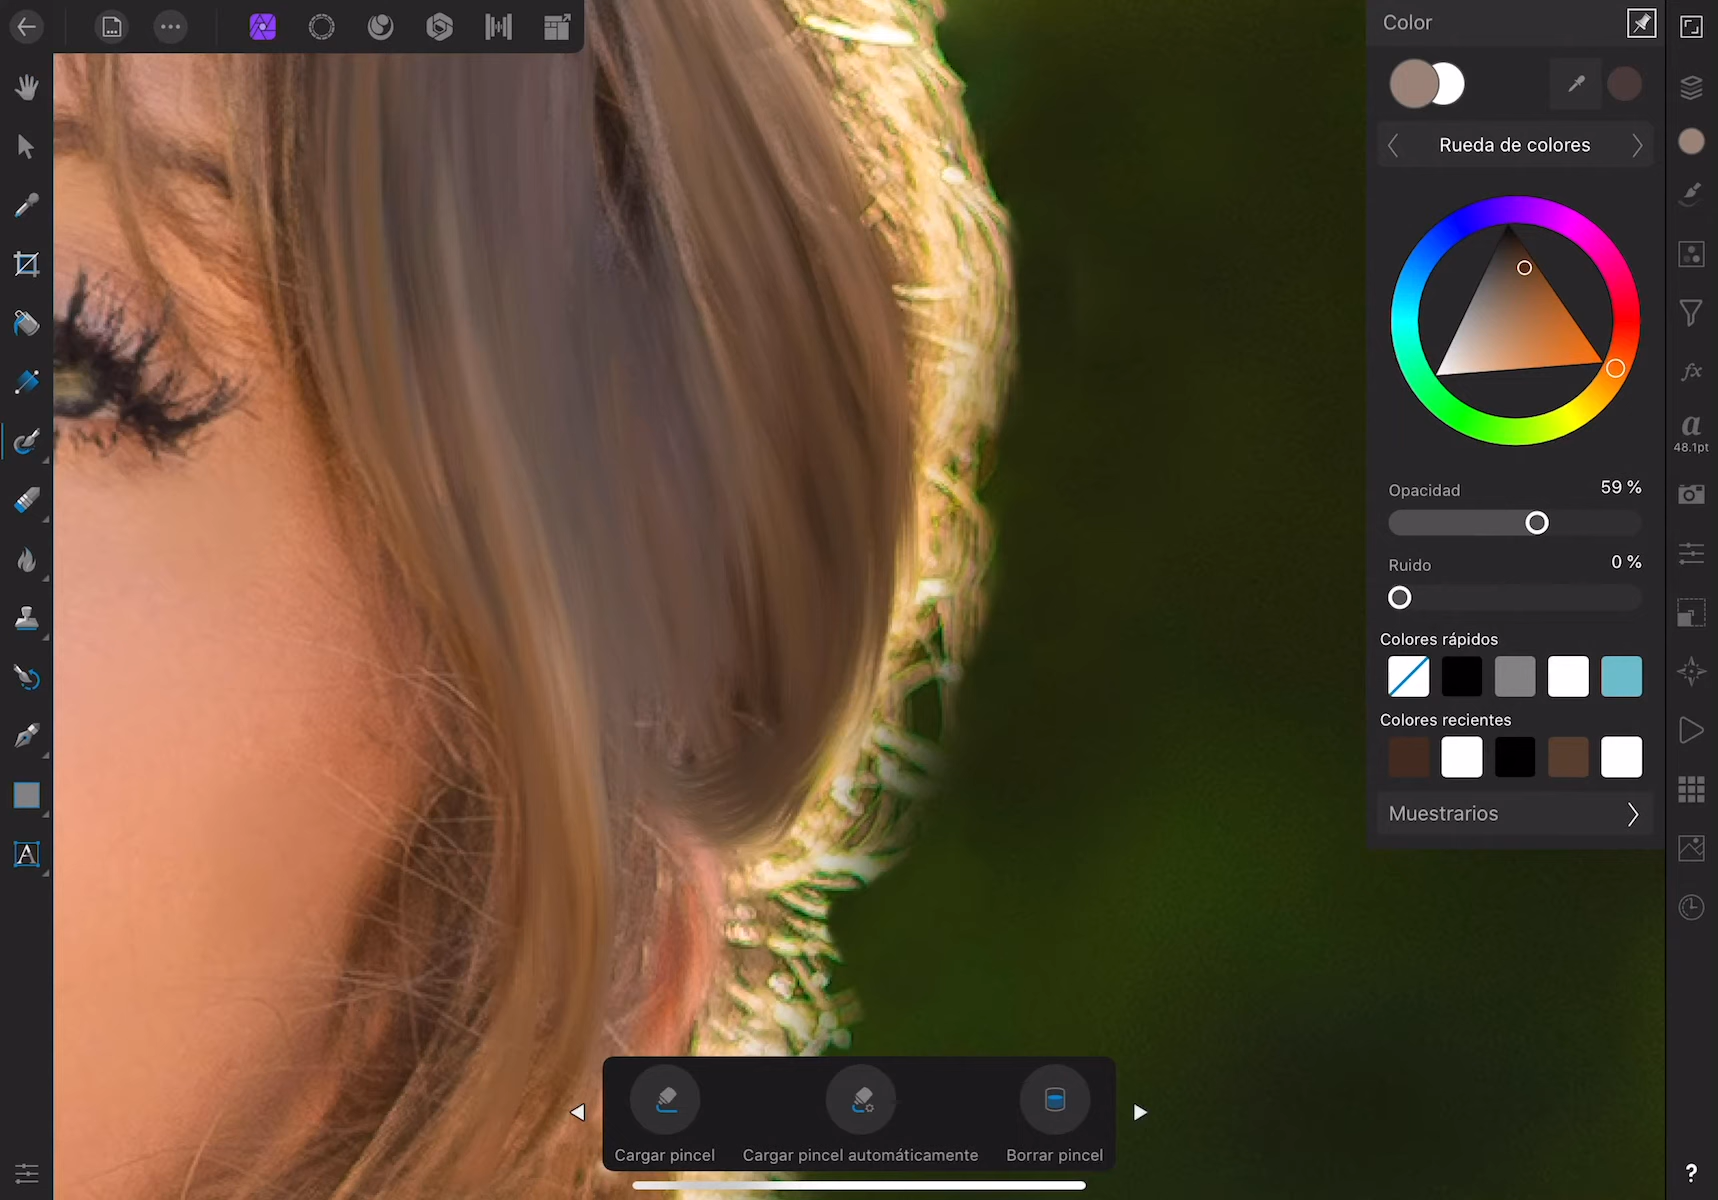 Color
Rueda de colores
a
48.1pt
fx
Opacidad
59 %
Ruido
0 %
Colores rápidos
Colores recientes
Muestrarios
A
Cargar pincel
Cargar pincel automáticamente
Borrar pincel
?